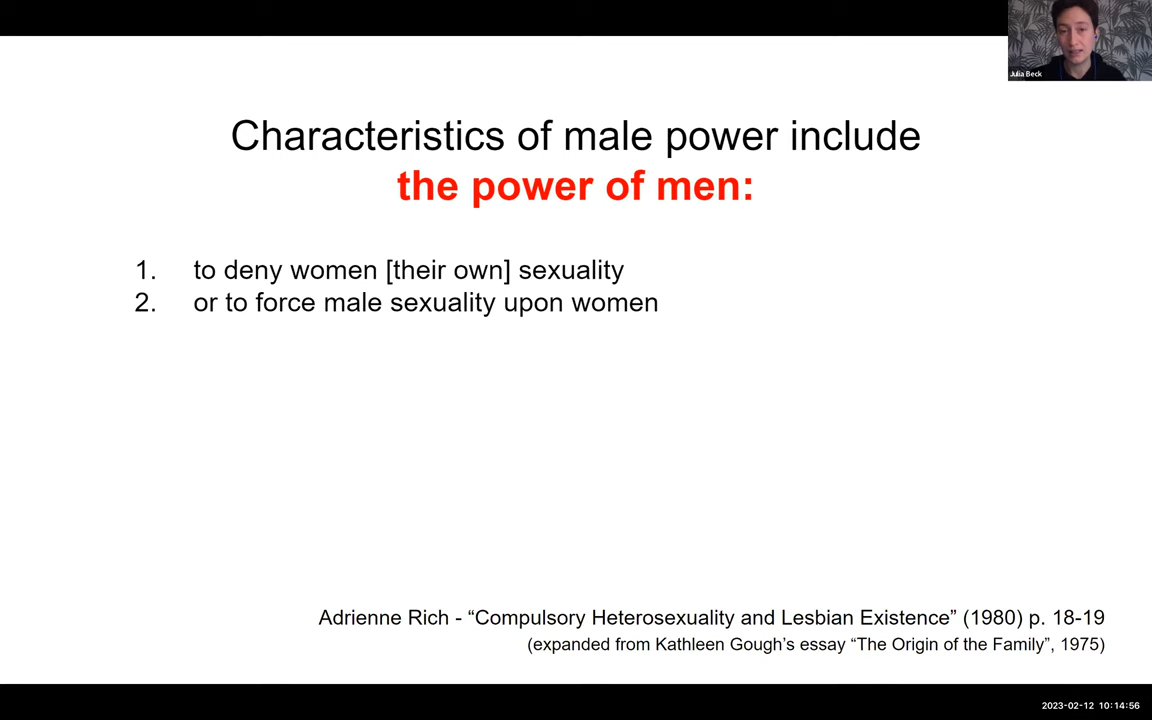 Julia Beck
Characteristics of male power include
the power of men:
1. to deny women [their own] sexuality
2. or to force male sexuality upon women
Adrienne Rich - “Compulsory Heterosexuality and Lesbian Existence” (1980) p. 18-19
(expanded from Kathleen Gough’s essay “The Origin of the Family”, 1975)
2023-02-12 10:14:56